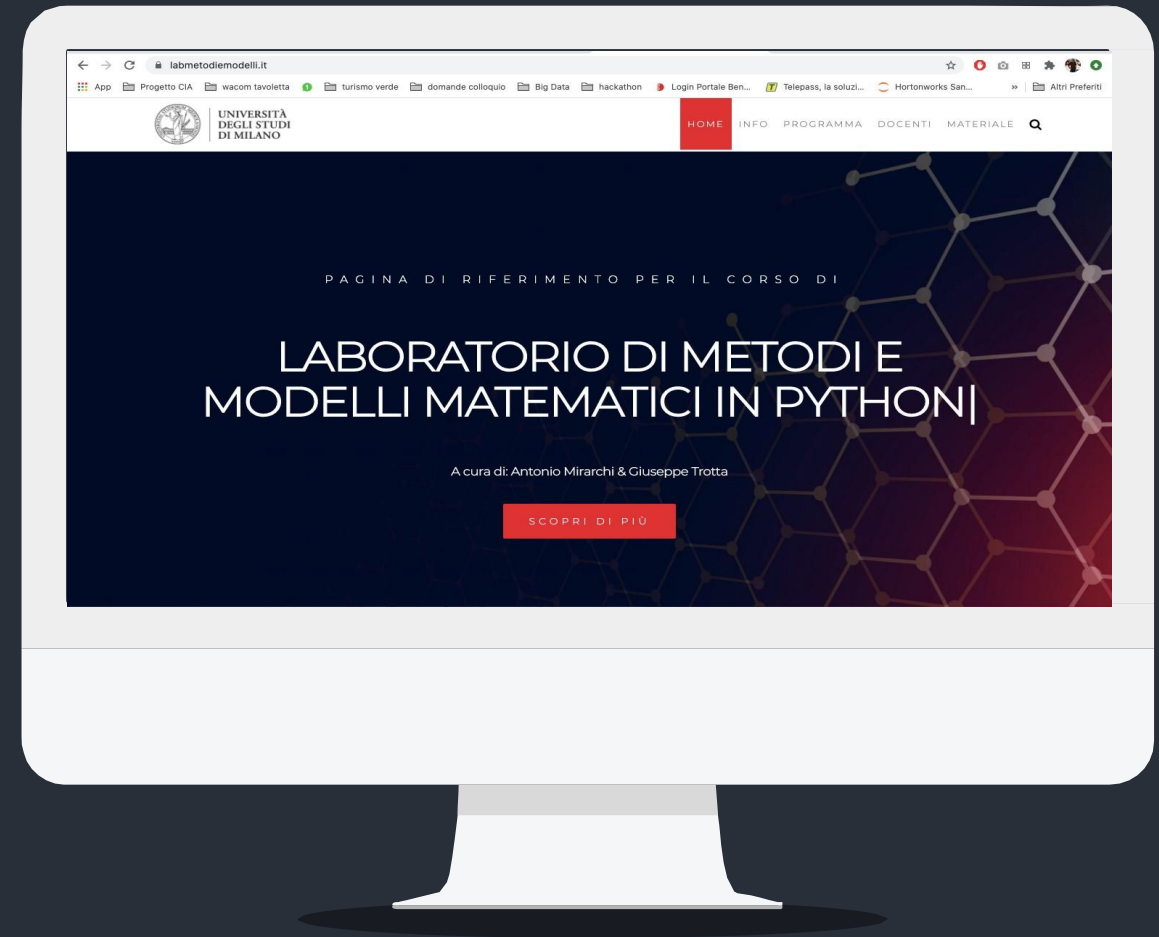 labmetodiemodelli.it
App Progetto CIA wacom tavoletta turismo verde domande colloquio Big Data hackathon Login Portale Ben... Telepass, la soluzi... Hortonworks San... » Altri Preferiti
UNIVERSITÀ
DEGLI STUDI
DI MILANO
HOME INFO PROGRAMMA DOCENTI MATERIALE
PAGINA DI RIFERIMENTO PER IL CORSO DI
LABORATORIO DI METODI E
MODELLI MATEMATICI IN PYTHON|
A cura di: Antonio Mirarchi & Giuseppe Trotta
SCOPRI DI PIÙ